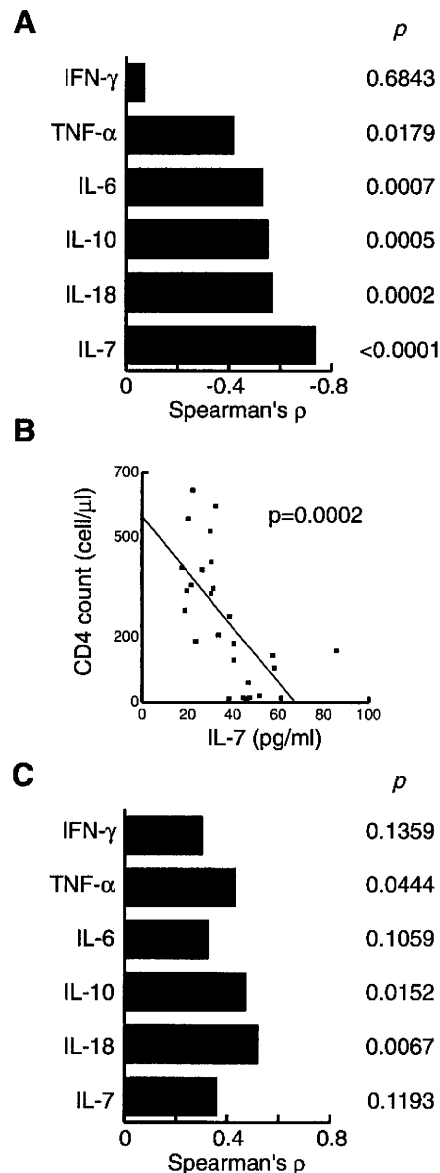 A
p
IFN-γ 0.6843
TNF-α 0.0179
IL-6 0.0007
IL-10 0.0005
IL-18 0.0002
IL-7 <0.0001
0 -0.4 -0.8
Spearman's ρ
B
700
500
200
0
CD4 count (cell/µl)
p=0.0002
0 20 40 60 80 100
IL-7 (pg/ml)
C
p
IFN-γ 0.1359
TNF-α 0.0444
IL-6 0.1059
IL-10 0.0152
IL-18 0.0067
IL-7 0.1193
0 0.4 0.8
Spearman's ρ